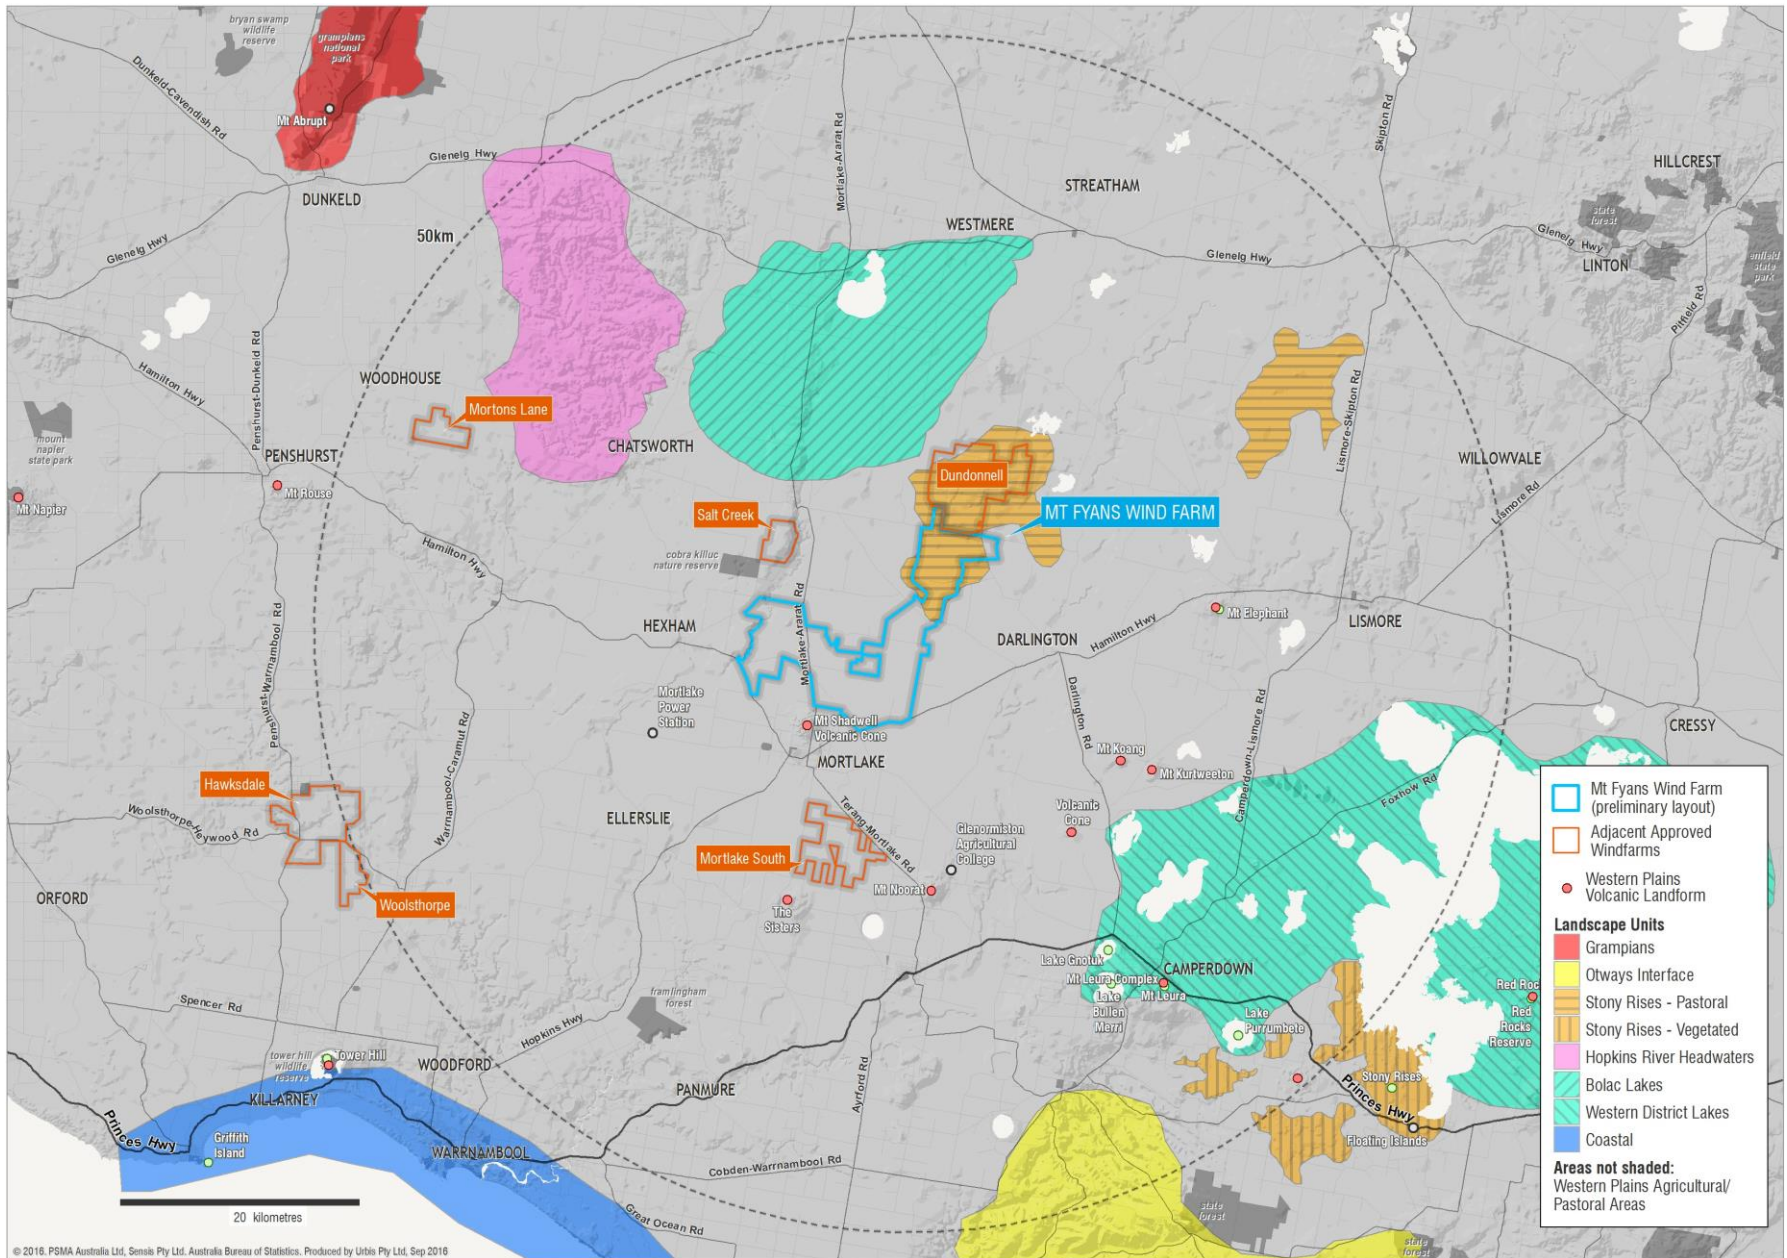 bryan swamp
wildlife
reserve
grampians
national
park
Dunkeld-Cavendish Rd
Mt Abrupt
Glenelg Hwy
DUNKELD
Mortlake-Ararat Rd
Skipton Rd
STREATHAM
HILLCREST
state
forest
WESTMERE
50km
Glenelg Hwy
Glenelg Hwy
Glenelg Hwy
LINTON
enfield
state
park
Pitfield Rd
Penshurst-Dunkeld Rd
Hamilton Hwy
WOODHOUSE
Mortons Lane
CHATSWORTH
Lismore-Skipton Rd
mount
napier
state park
PENSHURST
Mt Rouse
Mt Napier
WILLOWVALE
Dundonnell
Lismore Rd
Salt Creek
MT FYANS WIND FARM
Hamilton Hwy
cobra killuc
nature reserve
Penshurst-Warrnambool Rd
HEXHAM
Mortlake-Ararat Rd
DARLINGTON
Hamilton Hwy
Mt Elephant
LISMORE
Mortlake
Power
Station
Mt Shadwell
Volcanic Cone
Darlington Rd
Camperdown-Lismore Rd
CRESSY
Warrnambool-Caramut Rd
MORTLAKE
Mt Koang
Mt Kurtweeton
Foxhow Rd
Hawksdale
Woolsthorpe-Heywood Rd
ELLERSLIE
Terang-Mortlake Rd
Volcanic
Cone
Glenormiston
Agricultural
College
Mortlake South
Mt Noorat
ORFORD
Woolsthorpe
The
Sisters
Lake Gnotuk
CAMPERDOWN
Mt Leura Complex
Mt Leura
Lake
Bullen
Merri
Lake
Purrumbete
Red Roc
Red
Rocks
Reserve
Spencer Rd
framlingham
forest
Hopkins Hwy
tower hill
wildlife
reserve
Tower Hill
WOODFORD
KILLARNEY
PANMURE
Ayrford Rd
Stony Rises
Princes Hwy
Floating Islands
Princes Hwy
Griffith
Island
WARRNAMBOOL
Cobden-Warrnambool Rd
Great Ocean Rd
state
forest
state
forest
20 kilometres
Mt Fyans Wind Farm
(preliminary layout)
Adjacent Approved
Windfarms
Western Plains
Volcanic Landform
Landscape Units
Grampians
Otways Interface
Stony Rises - Pastoral
Stony Rises - Vegetated
Hopkins River Headwaters
Bolac Lakes
Western District Lakes
Coastal
Areas not shaded:
Western Plains Agricultural/
Pastoral Areas
© 2016. PSMA Australia Ltd, Sensis Pty Ltd. Australia Bureau of Statistics. Produced by Urbis Pty Ltd, Sep 2016